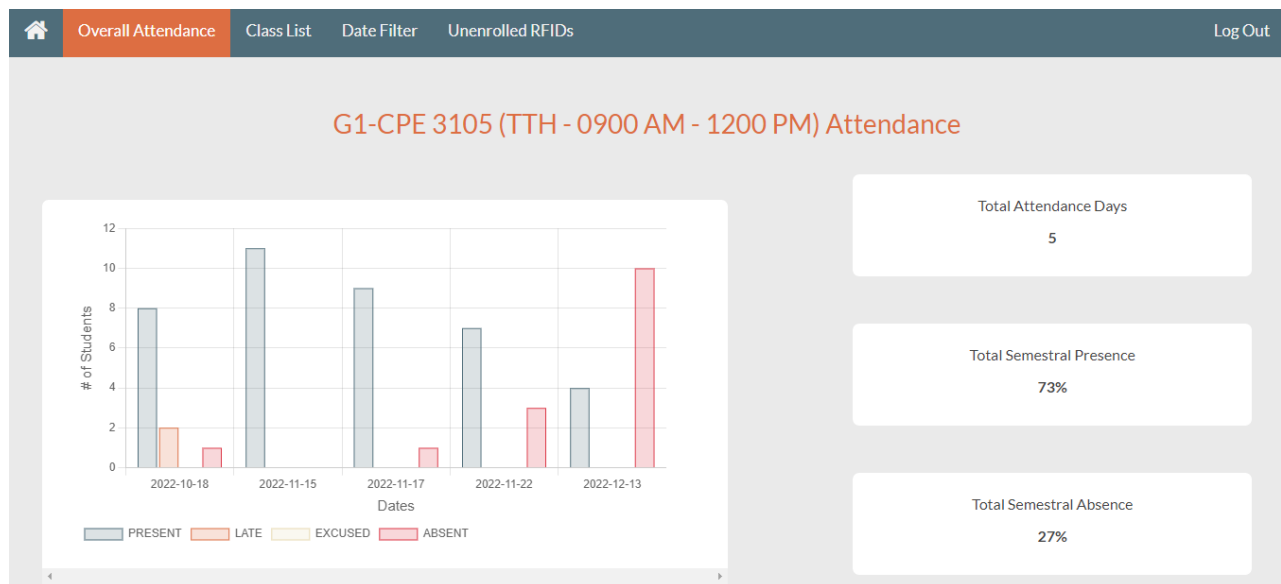 Overall Attendance Class List Date Filter Unenrolled RFIDs Log Out
G1-CPE 3105 (TTH - 0900 AM - 1200 PM) Attendance
12
10
8
6
4
2
0
# of Students
2022-10-18 2022-11-15 2022-11-17 2022-11-22 2022-12-13
Dates
PRESENT LATE EXCUSED ABSENT
Total Attendance Days
5
Total Semestral Presence
73%
Total Semestral Absence
27%